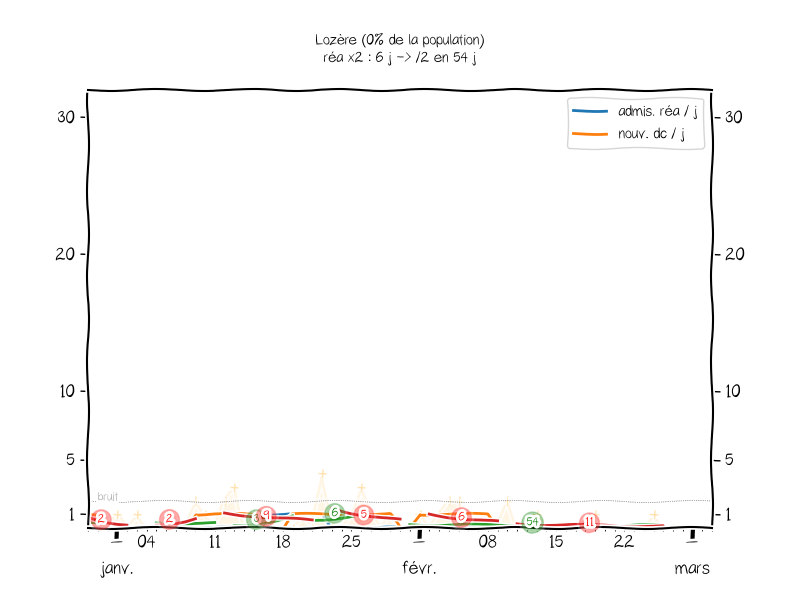 Lozère (0% de la population)
réa x2 : 6 j -> /2 en 54 j
admis. réa / j
nouv. dc / j
30 30
20 20
10 10
5 5
bruit
1 1
2 2 3 9 6 5 6 54 11
04 11 18 25 08 15 22
janv. févr. mars